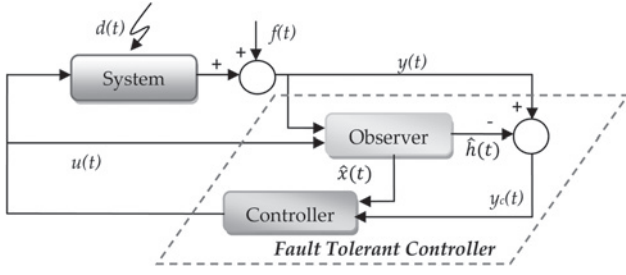 d(t)
f(t)
+
+
System
y(t)
+
-
Observer
ĥ(t)
u(t)
x̂(t)
y_c(t)
Controller
Fault Tolerant Controller